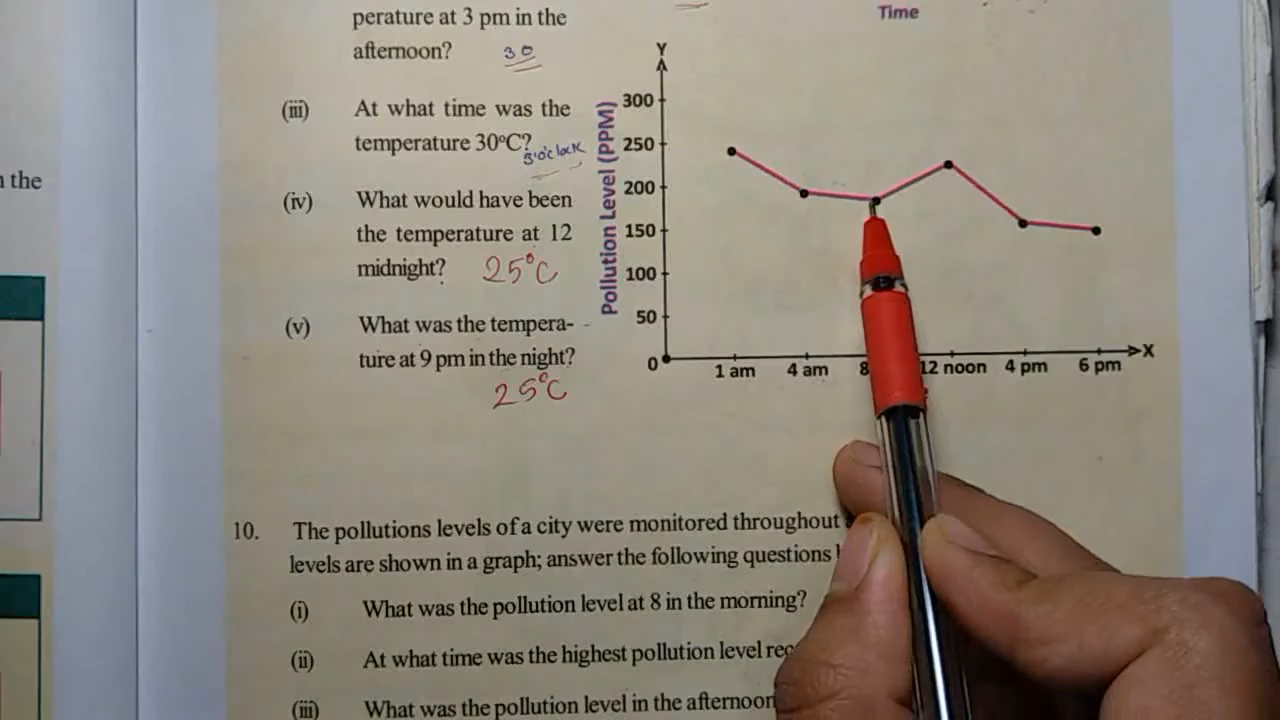 perature at 3 pm in the
afternoon? 30
Time
(iii) At what time was the
temperature 30°C? 3'o'clock
(iv) What would have been
the temperature at 12
midnight? 25°C
(v) What was the tempera-
ture at 9 pm in the night?
25°C
the
Y
Pollution Level (PPM)
300
250
200
150
100
50
0
1 am 4 am 8 12 noon 4 pm 6 pm X
10. The pollutions levels of a city were monitored throughout
levels are shown in a graph; answer the following questions
(i) What was the pollution level at 8 in the morning?
(ii) At what time was the highest pollution level rec
(iii) What was the pollution level in the afternoon